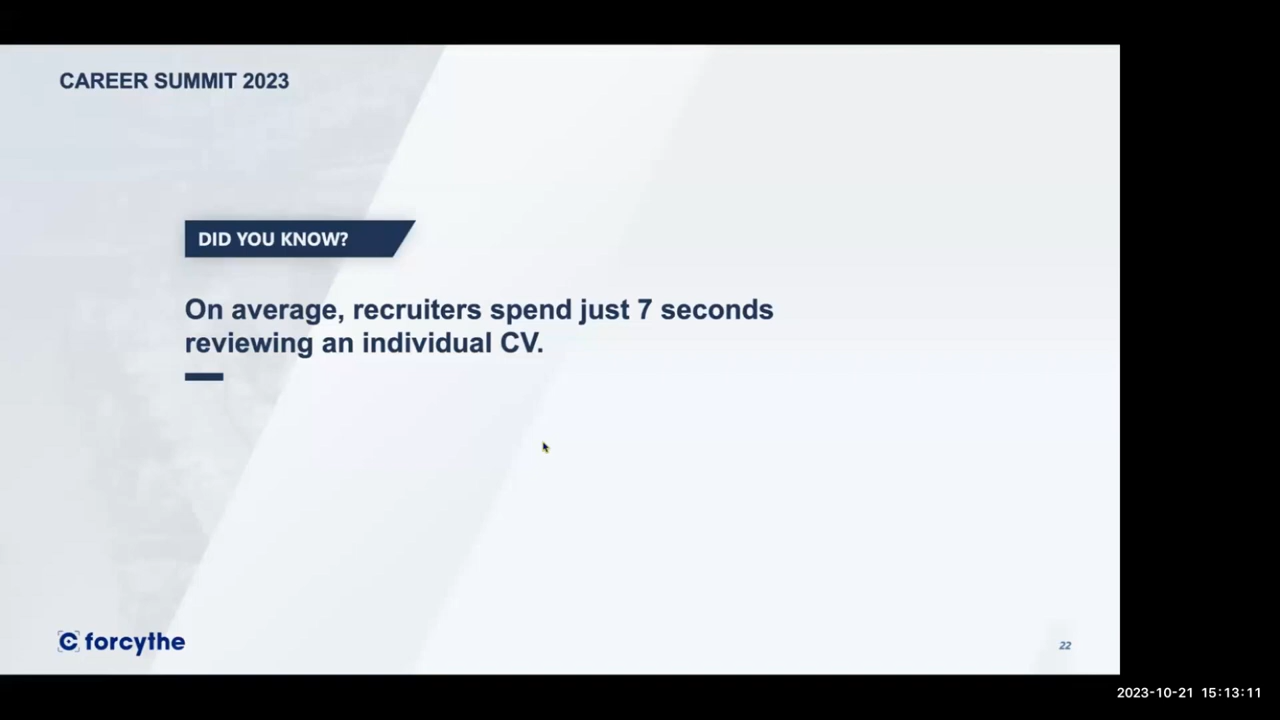 CAREER SUMMIT 2023
DID YOU KNOW?
On average, recruiters spend just 7 seconds
reviewing an individual CV.
forcythe
22
2023-10-21 15:13:11